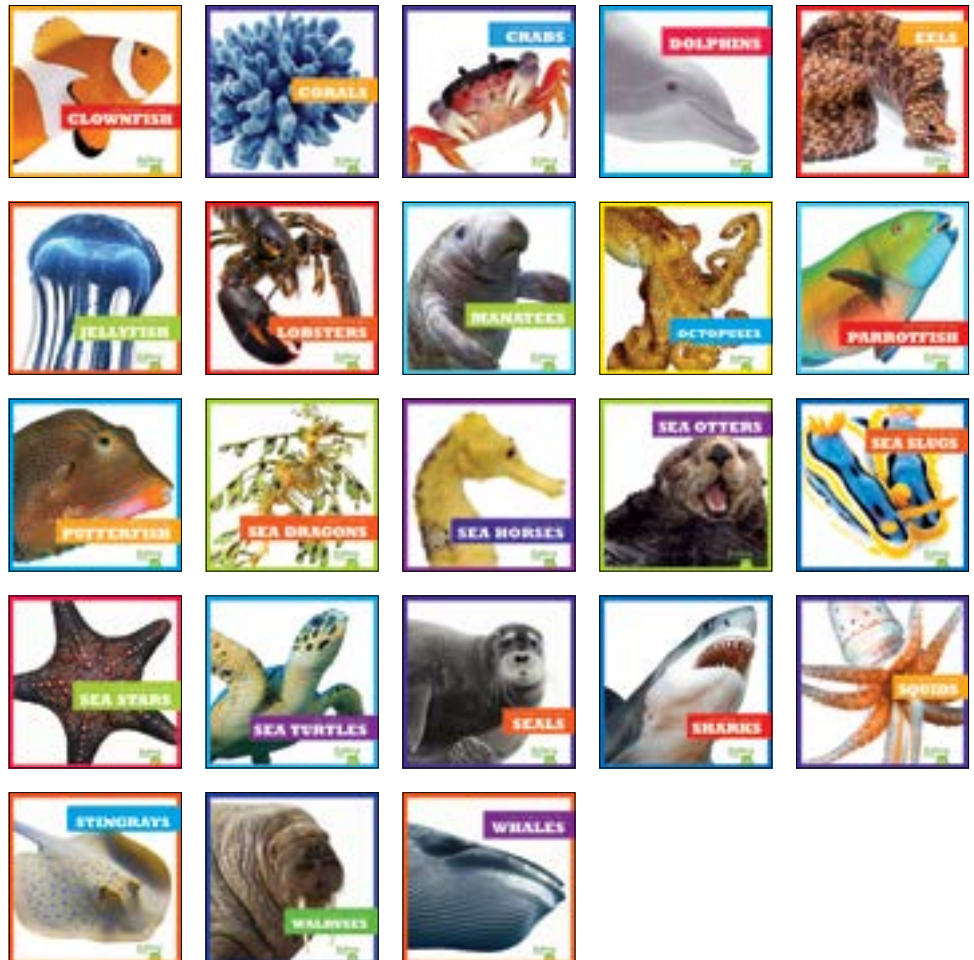 CLOWNFISH
CORALS
CRABS
DOLPHINS
EELS
JELLYFISH
LOBSTERS
MANATEES
OCTOPUSES
PARROTFISH
PUFFERFISH
SEA DRAGONS
SEA HORSES
SEA OTTERS
SEA SLUGS
SEA STARS
SEA TURTLES
SEALS
SHARKS
SQUIDS
STINGRAYS
WALRUSES
WHALES